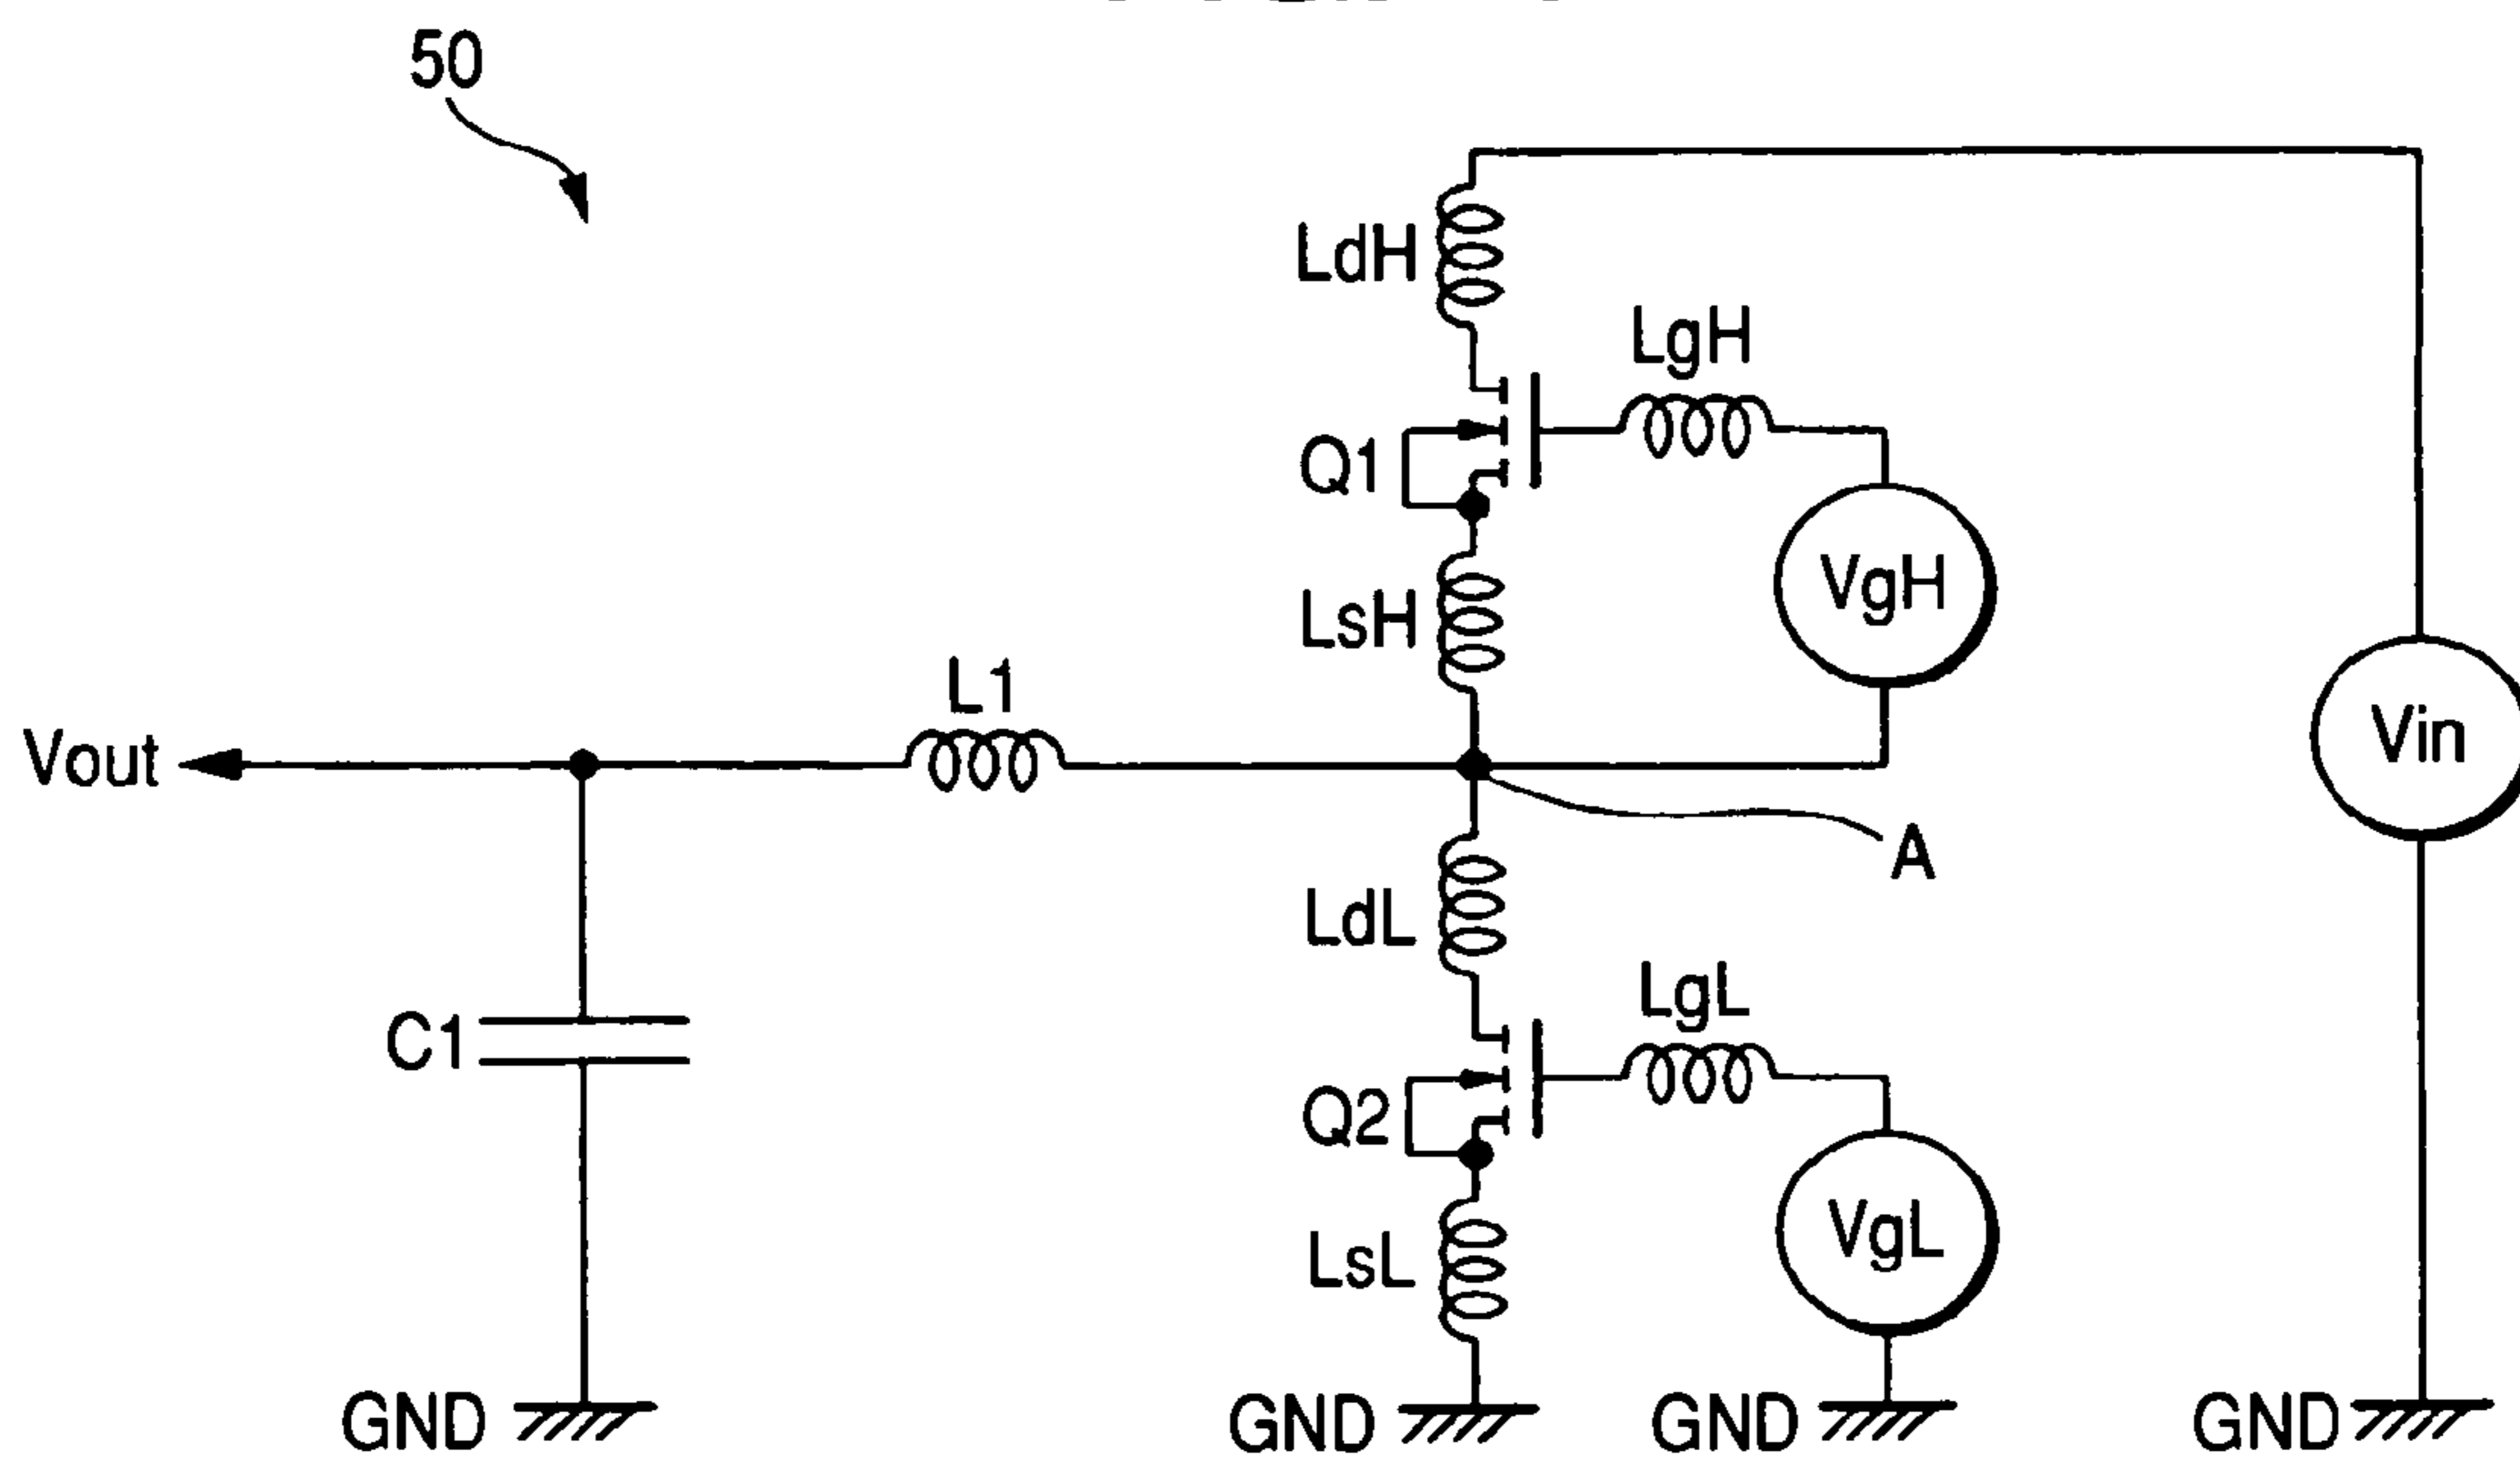 50
LdH
LgH
Q1
VgH
LsH
L1
Vin
Vout
A
LdL
LgL
C1
Q2
VgL
LsL
GND
GND
GND
GND